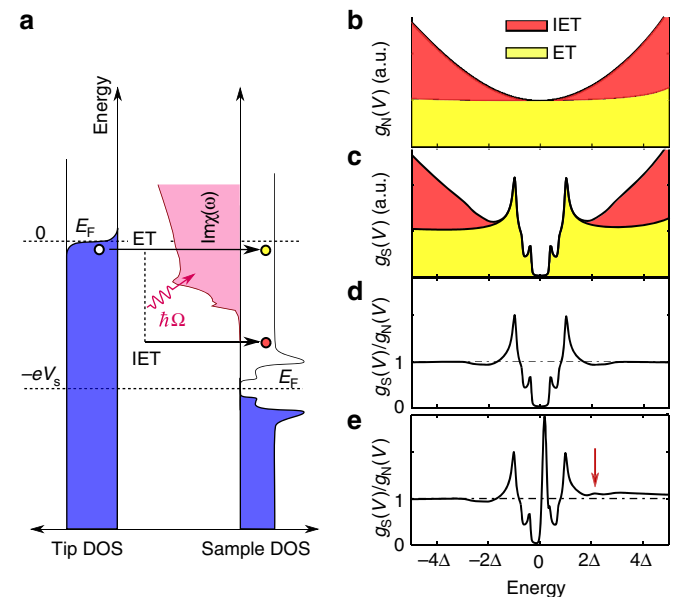 a
Energy
0
E_F
ET
Imχ(ω)
ħΩ
IET
−eV_s
E_F
Tip DOS
Sample DOS
b
IET
ET
g_N(V) (a.u.)
c
g_S(V) (a.u.)
d
g_S(V)/g_N(V)
1
0
e
g_S(V)/g_N(V)
1
0
−4Δ −2Δ 0 2Δ 4Δ
Energy